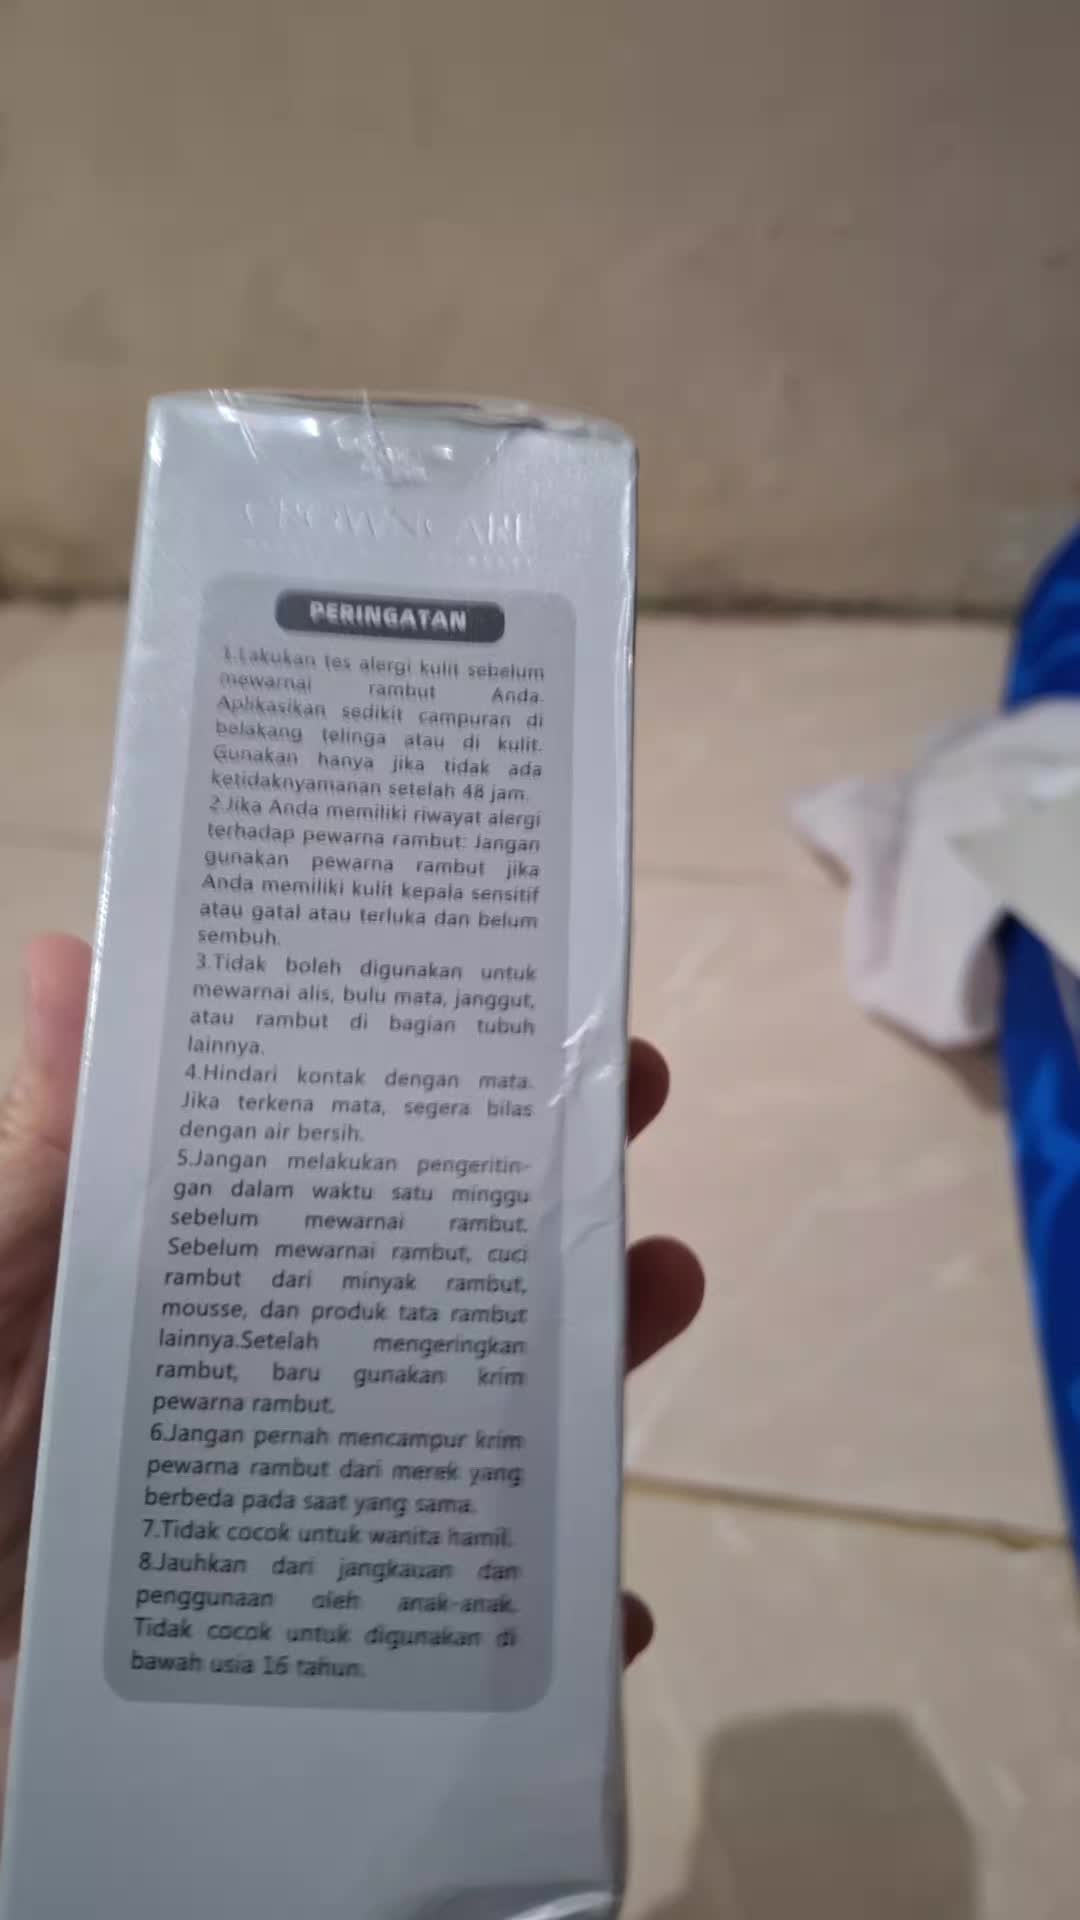 PERINGATAN
1.Lakukan tes alergi kulit sebelum
mewarnai rambut Anda.
Aplikasikan sedikit campuran di
belakang telinga atau di kulit.
Gunakan hanya jika tidak ada
ketidaknyamanan setelah 48 jam.
2.Jika Anda memiliki riwayat alergi
terhadap pewarna rambut: Jangan
gunakan pewarna rambut jika
Anda memiliki kulit kepala sensitif
atau gatal atau terluka dan belum
sembuh.
3.Tidak boleh digunakan untuk
mewarnai alis, bulu mata, janggut,
atau rambut di bagian tubuh
lainnya.
4.Hindari kontak dengan mata.
Jika terkena mata, segera bilas
dengan air bersih.
5.Jangan melakukan pengeritin-
gan dalam waktu satu minggu
sebelum mewarnai rambut.
Sebelum mewarnai rambut, cuci
rambut dari minyak rambut,
mousse, dan produk tata rambut
lainnya.Setelah mengeringkan
rambut, baru gunakan krim
pewarna rambut.
6.Jangan pernah mencampur krim
pewarna rambut dari merek yang
berbeda pada saat yang sama.
7.Tidak cocok untuk wanita hamil.
8.Jauhkan dari jangkauan dan
penggunaan oleh anak-anak.
Tidak cocok untuk digunakan di
bawah usia 16 tahun.